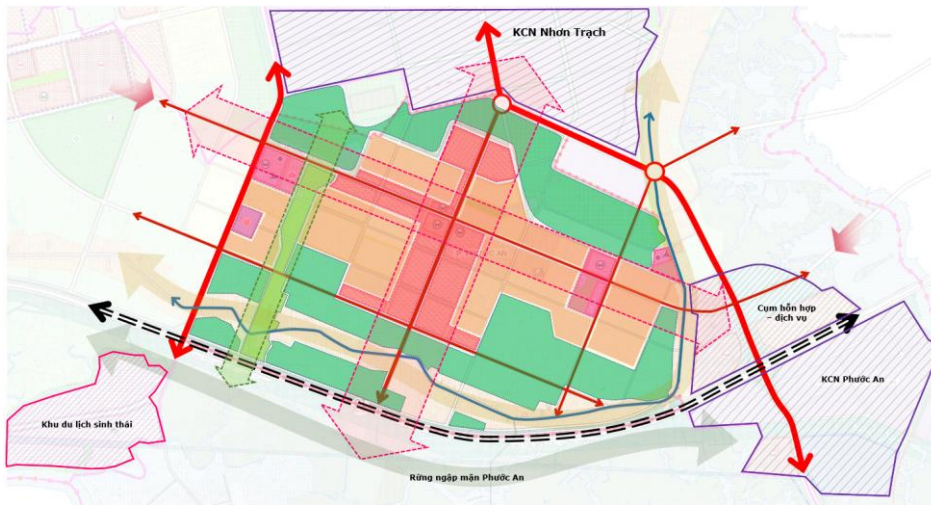 KCN Nhơn Trạch
Cụm hỗn hợp
– dịch vụ
KCN Phước An
Khu du lịch sinh thái
Rừng ngập mặn Phước An